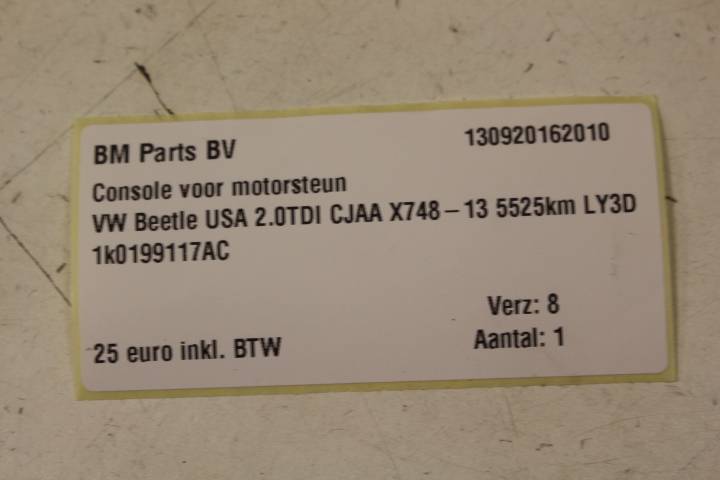 BM Parts BV 130920162010
Console voor motorsteun
VW Beetle USA 2.0TDI CJAA X748-13 5525km LY3D
1k0199117AC
Verz: 8
25 euro inkl. BTW Aantal: 1